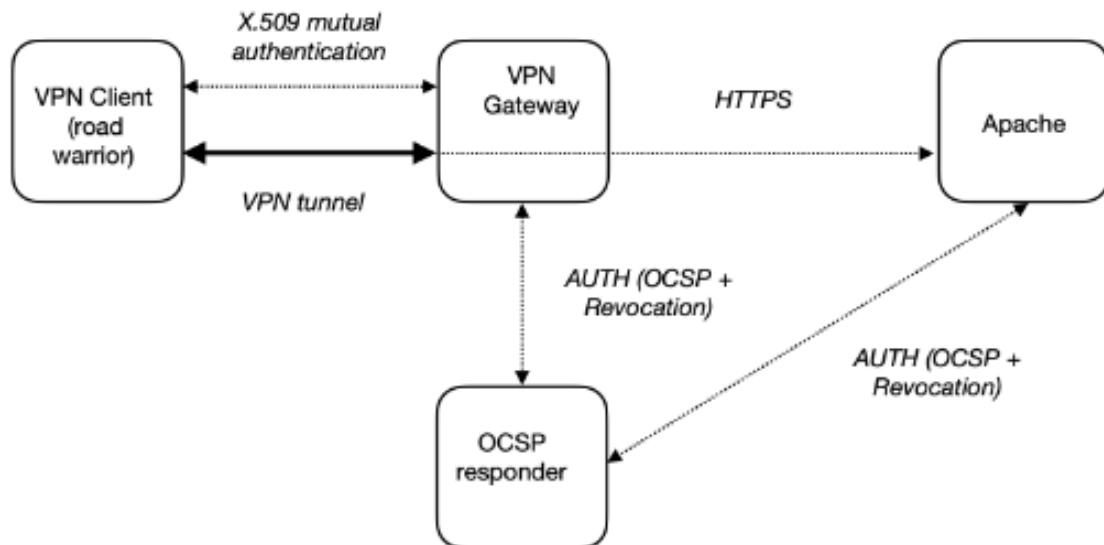 X.509 mutual
authentication
VPN Client
(road
warrior)
VPN
Gateway
HTTPS
Apache
VPN tunnel
AUTH (OCSP +
Revocation)
AUTH (OCSP +
Revocation)
OCSP
responder